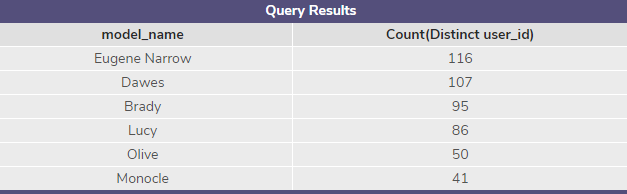 Query Results
model_name Count(Distinct user_id)
Eugene Narrow 116
Dawes 107
Brady 95
Lucy 86
Olive 50
Monocle 41